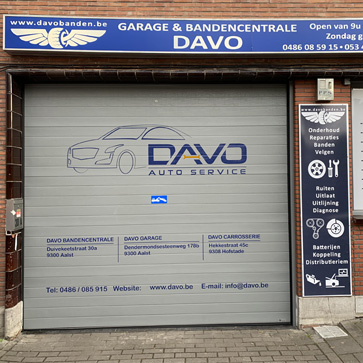 www.davobanden.be
GARAGE & BANDENCENTRALE
DAVO
Open van 9u
Zondag g
0486 08 59 15 • 053
DAVO
AUTO SERVICE
DAVO BANDENCENTRALE
Duivekeetstraat 30a
9300 Aalst
DAVO GARAGE
Dendermondsesteenweg 176b
9300 Aalst
DAVO CARROSSERIE
Hekkestraat 45c
9308 Hofstade
Tel: 0486 / 085 915 Website: www.davo.be E-mail: info@davo.be
www.davobanden.be
Onderhoud
Reparaties
Banden
Velgen
Ruiten
Uitlaat
Uitlijning
Diagnose
Batterijen
Koppeling
Distributieriem